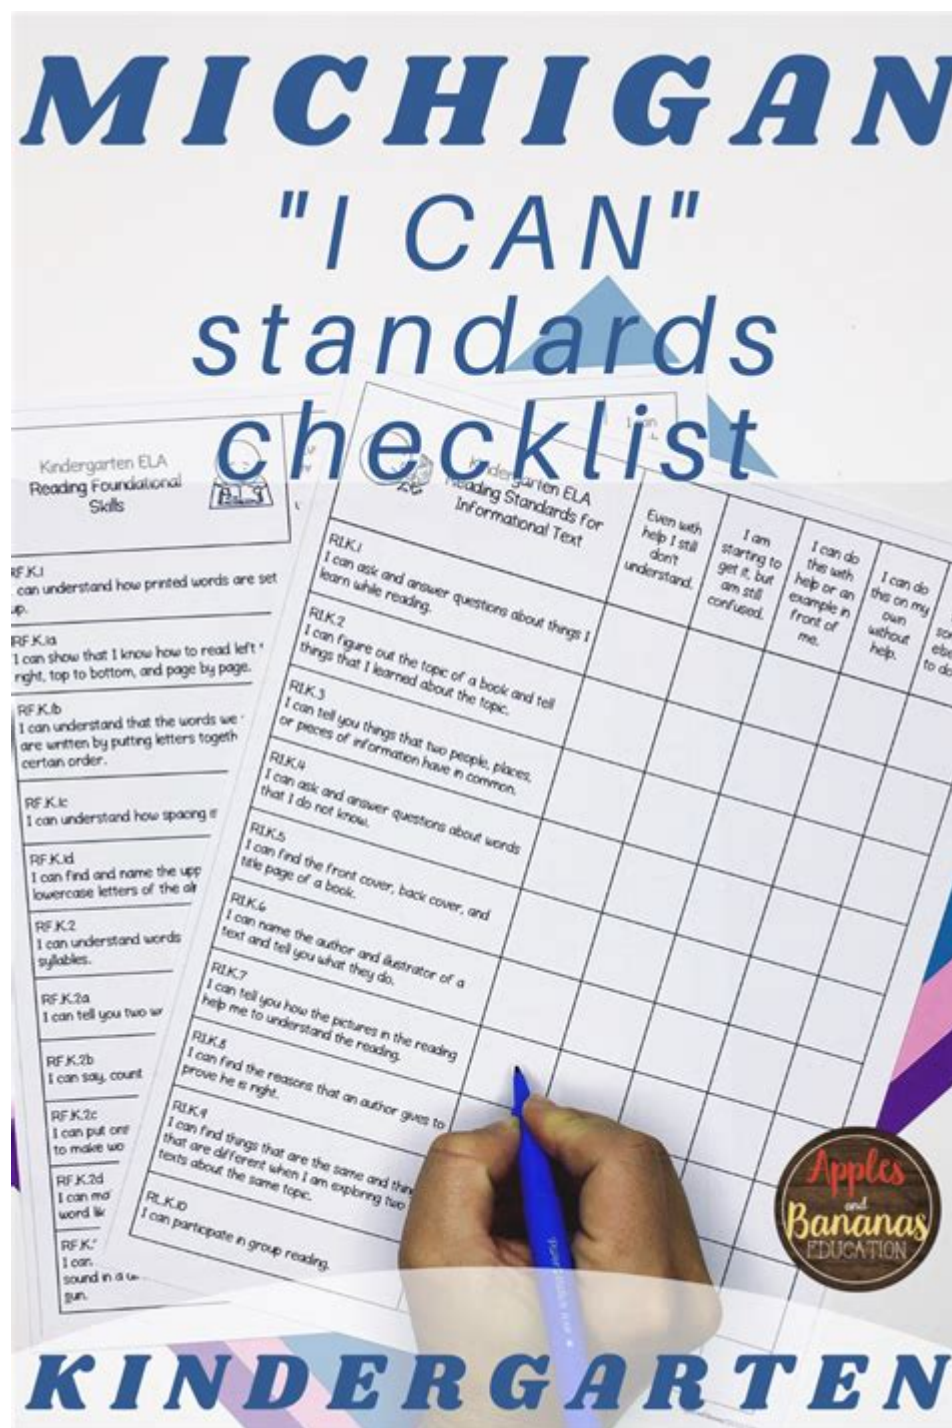 MICHIGAN
"I CAN"
standards
checklist
Kindergarten ELA
Reading Foundational
Skills
RF.K.1
can understand how printed words are set
up.
RF.K.1a
I can show that I know how to read left
right, top to bottom, and page by page.
RF.K.1b
I can understand that the words we
are written by putting letters togeth
certain order.
RF.K.1c
I can understand how spacing
RF.K.1d
I can find and name the upp
lowercase letters of the
RF.K.2
I can understand words
syllables.
RF.K.2a
I can tell you two
RF.K.2b
I can say, count
RF.K.2c
I can put
to make
RF.K.2d
I can
word
RF.K.
I can
sound in a
sun.
Kindergarten ELA
Reading Standards for
Informational Text
Even with
help I still
don't
understand.
I am
starting to
get it, but
am still
confused.
I can do
this with
help or an
example in
front of
me.
I can do
this on my
own
without
help.
to do
RI.K.1
I can ask and answer questions about things I
learn while reading.
RI.K.2
I can figure out the topic of a book and tell
things that I learned about the topic.
RI.K.3
I can tell you things that two people, places,
or pieces of information have in common.
RI.K.4
I can ask and answer questions about words
that I do not know.
RI.K.5
I can find the front cover, back cover, and
title page of a book.
RI.K.6
I can name the author and illustrator of a
text and tell you what they do.
RI.K.7
I can tell you how the pictures in the reading
help me to understand the reading.
RI.K.8
I can find the reasons that an author gives to
prove he is right.
RI.K.9
I can find things that are the same and thing
that are different when I am exploring two
texts about the same topic.
RL.K.10
I can participate in group reading.
Apples
and
Bananas
EDUCATION
KINDERGARTEN